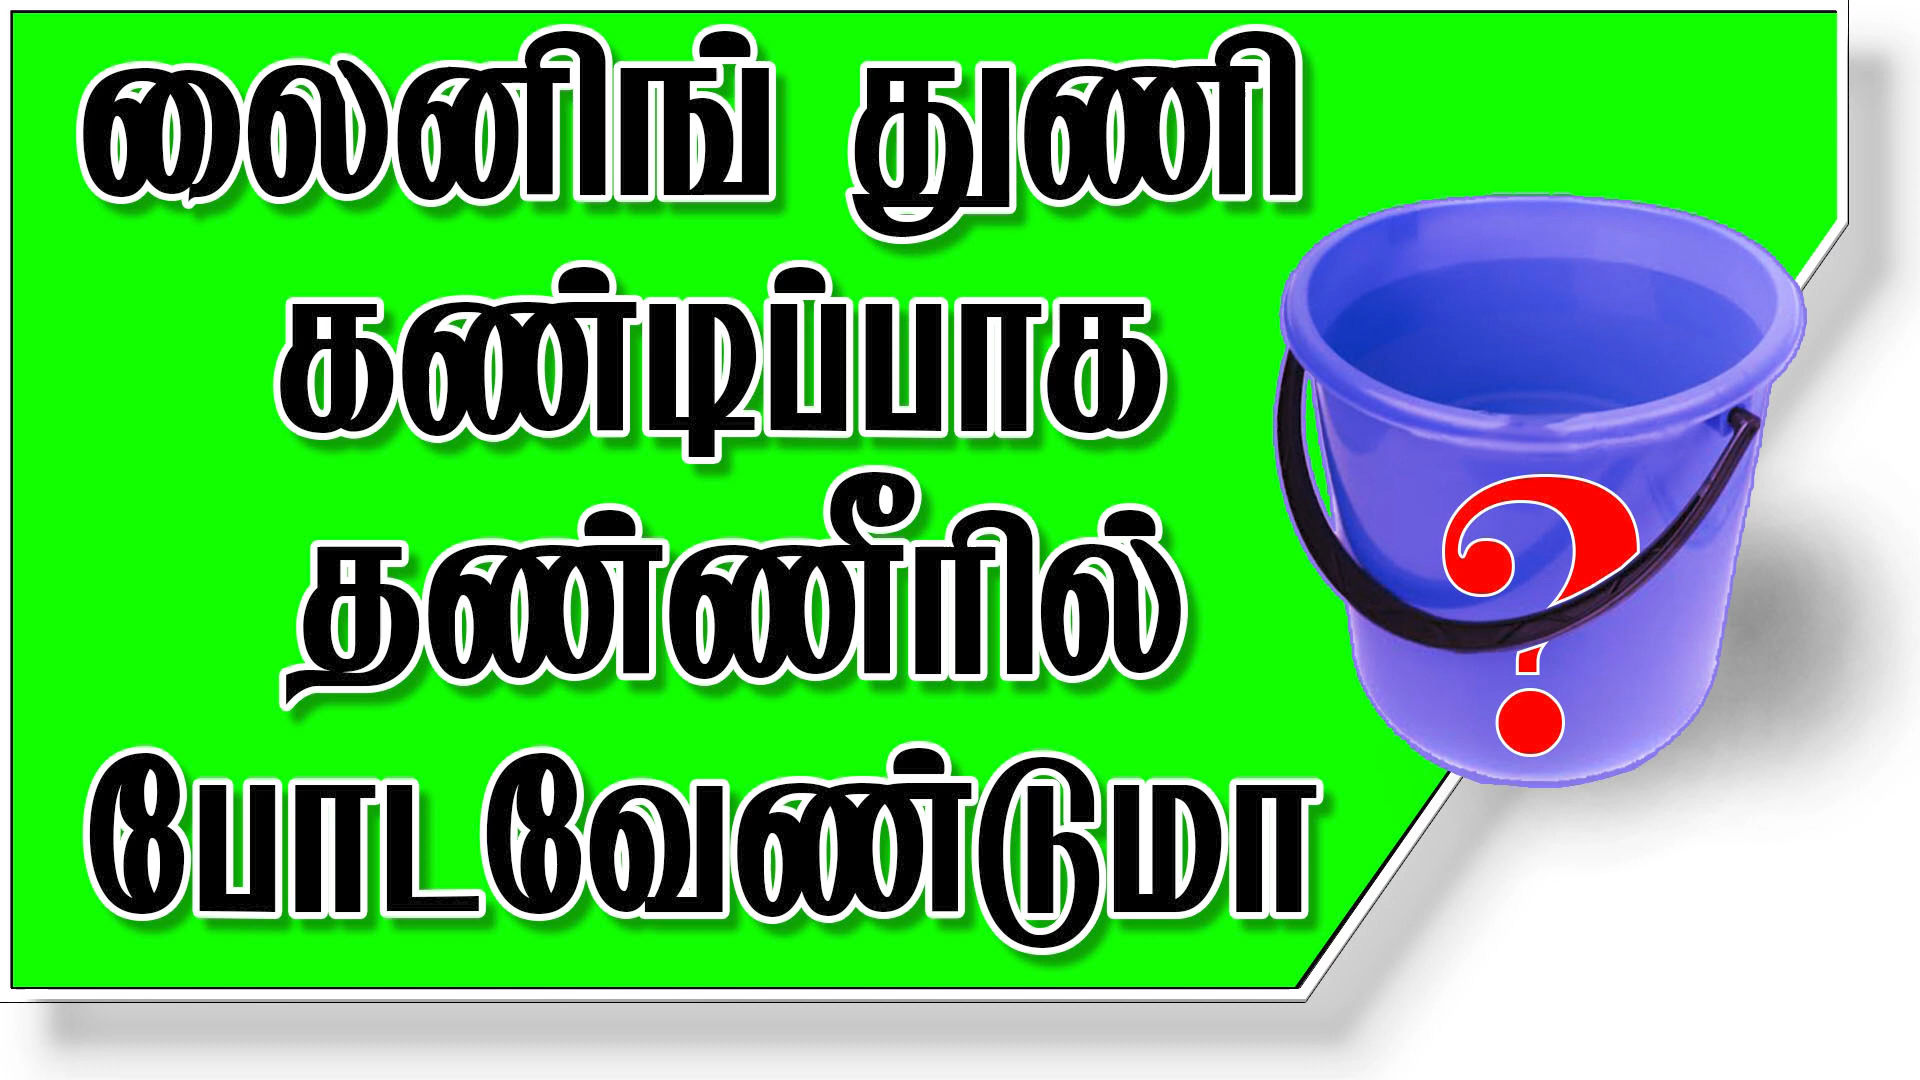 லைனிங் துணி
கண்டிப்பாக
தண்ணீரில்
போடவேண்டுமா
?